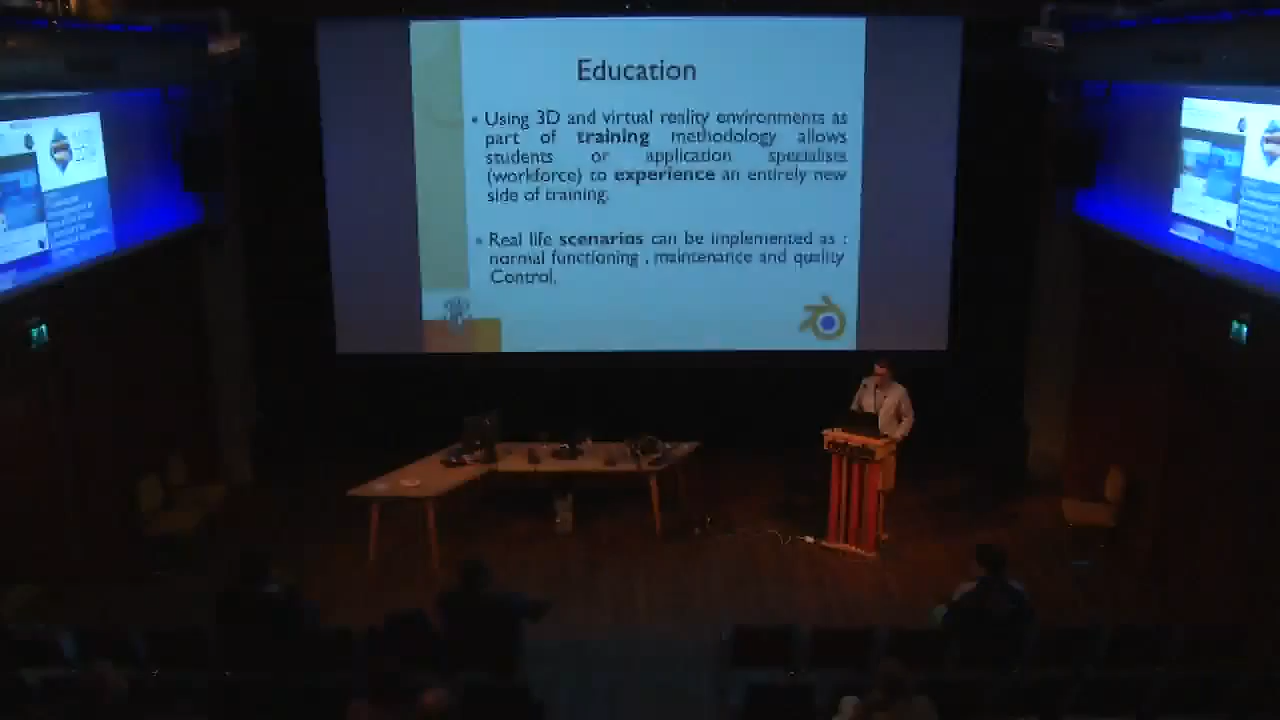 Education
• Using 3D and virtual reality environments as
part of training methodology allows
students or application specialists
(workforce) to experience an entirely new
side of training.
• Real life scenarios can be implemented as :
normal functioning , maintenance and quality
Control.